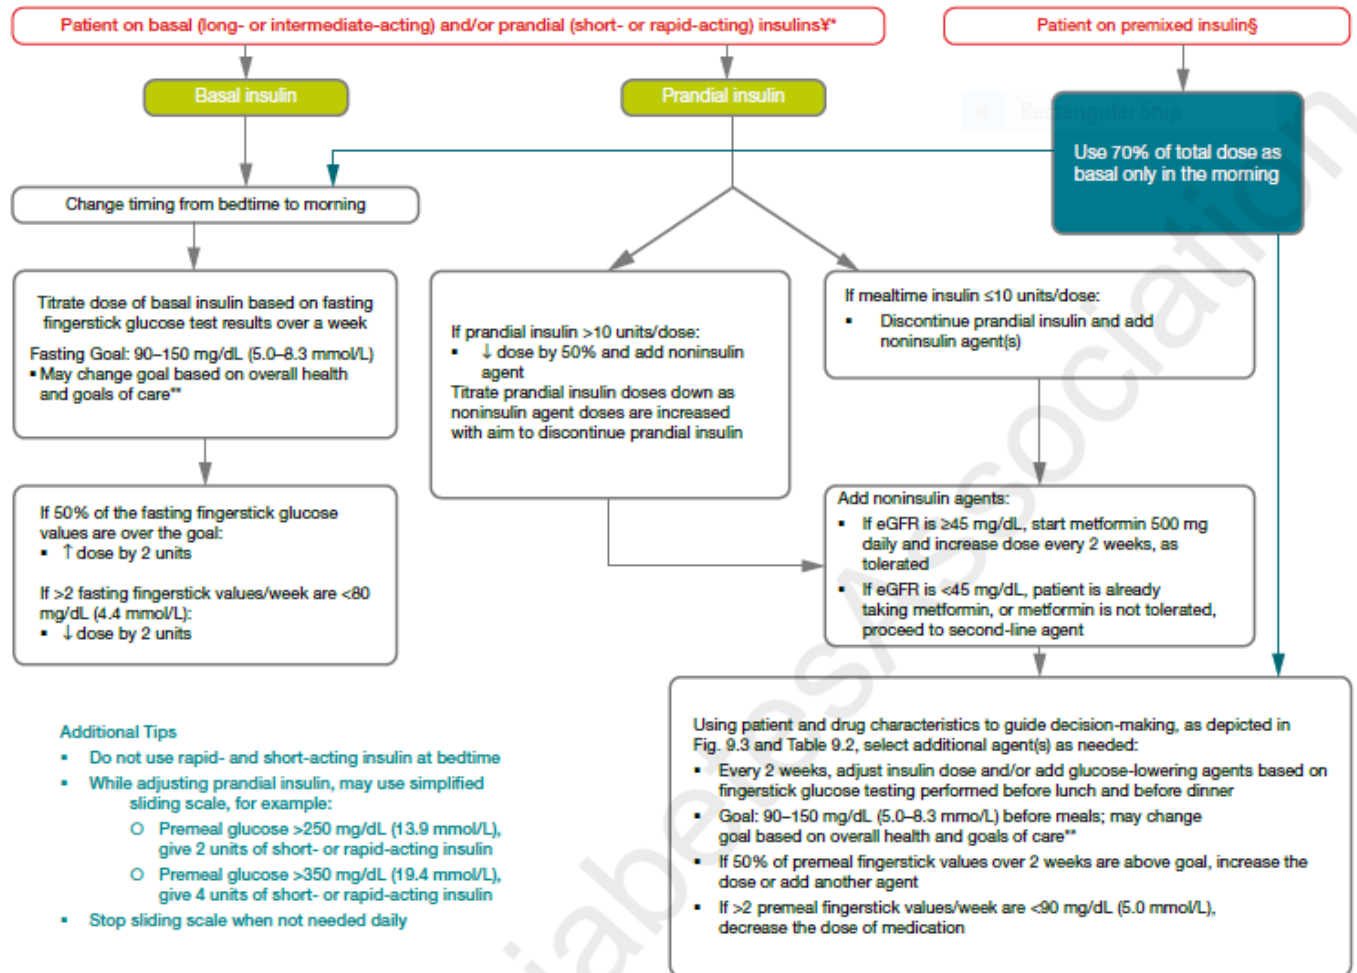 Patient on basal (long- or intermediate-acting) and/or prandial (short- or rapid-acting) insulins¥*
Patient on premixed insulin§
Basal insulin
Prandial insulin
Rectangular Snip
Use 70% of total dose as
basal only in the morning
Change timing from bedtime to morning
Titrate dose of basal insulin based on fasting
fingerstick glucose test results over a week
Fasting Goal: 90–150 mg/dL (5.0–8.3 mmol/L)
▪ May change goal based on overall health
and goals of care**
If 50% of the fasting fingerstick glucose
values are over the goal:
▪ ↑ dose by 2 units
If >2 fasting fingerstick values/week are <80
mg/dL (4.4 mmol/L):
▪ ↓ dose by 2 units
If prandial insulin >10 units/dose:
▪ ↓ dose by 50% and add noninsulin
agent
Titrate prandial insulin doses down as
noninsulin agent doses are increased
with aim to discontinue prandial insulin
If mealtime insulin ≤10 units/dose:
▪ Discontinue prandial insulin and add
noninsulin agent(s)
Add noninsulin agents:
▪ If eGFR is ≥45 mg/dL, start metformin 500 mg
daily and increase dose every 2 weeks, as
tolerated
▪ If eGFR is <45 mg/dL, patient is already
taking metformin, or metformin is not tolerated,
proceed to second-line agent
Using patient and drug characteristics to guide decision-making, as depicted in
Fig. 9.3 and Table 9.2, select additional agent(s) as needed:
▪ Every 2 weeks, adjust insulin dose and/or add glucose-lowering agents based on
fingerstick glucose testing performed before lunch and before dinner
▪ Goal: 90–150 mg/dL (5.0–8.3 mmo/L) before meals; may change
goal based on overall health and goals of care**
▪ If 50% of premeal fingerstick values over 2 weeks are above goal, increase the
dose or add another agent
▪ If >2 premeal fingerstick values/week are <90 mg/dL (5.0 mmol/L),
decrease the dose of medication
Additional Tips
▪ Do not use rapid- and short-acting insulin at bedtime
▪ While adjusting prandial insulin, may use simplified
sliding scale, for example:
○ Premeal glucose >250 mg/dL (13.9 mmol/L),
give 2 units of short- or rapid-acting insulin
○ Premeal glucose >350 mg/dL (19.4 mmol/L),
give 4 units of short- or rapid-acting insulin
▪ Stop sliding scale when not needed daily
iabetesAssociation